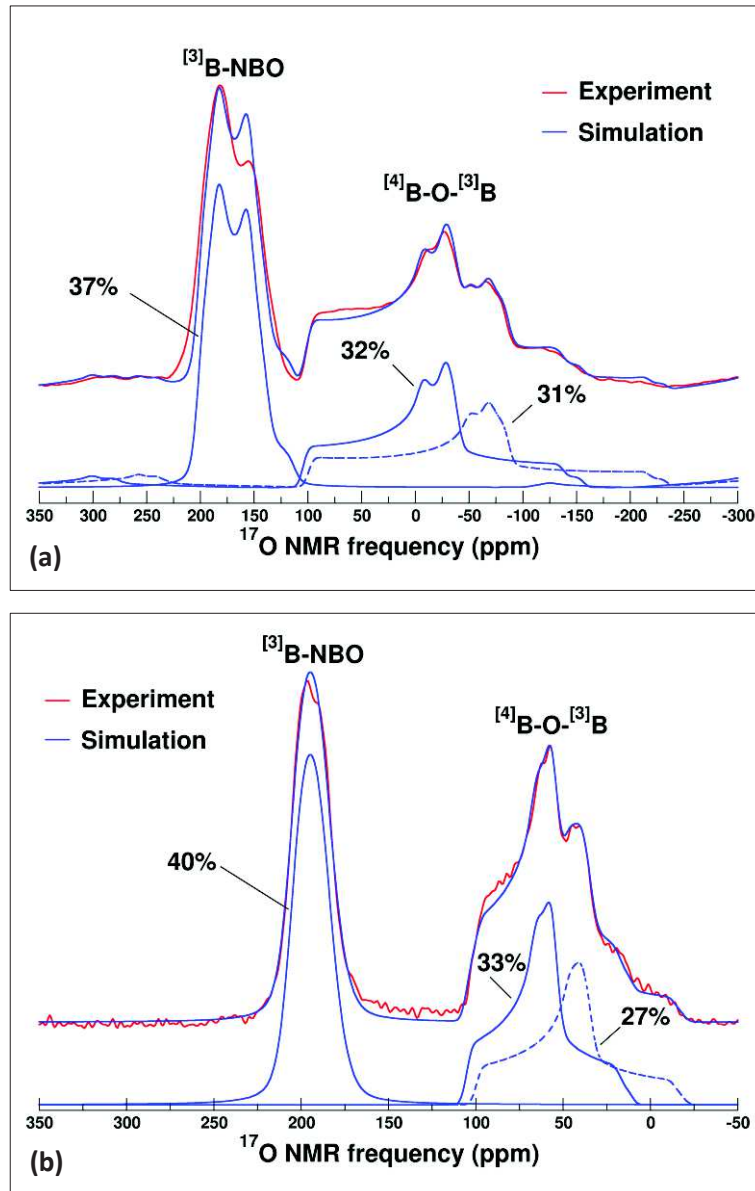 [3]B-NBO
Experiment
Simulation
[4]B-O-[3]B
37%
32%
31%
350 300 250 200 150 100 50 0 -50 -100 -150 -200 -250 -300
17O NMR frequency (ppm)
(a)
[3]B-NBO
Experiment
Simulation
[4]B-O-[3]B
40%
33%
27%
350 300 250 200 150 100 50 0 -50
17O NMR frequency (ppm)
(b)